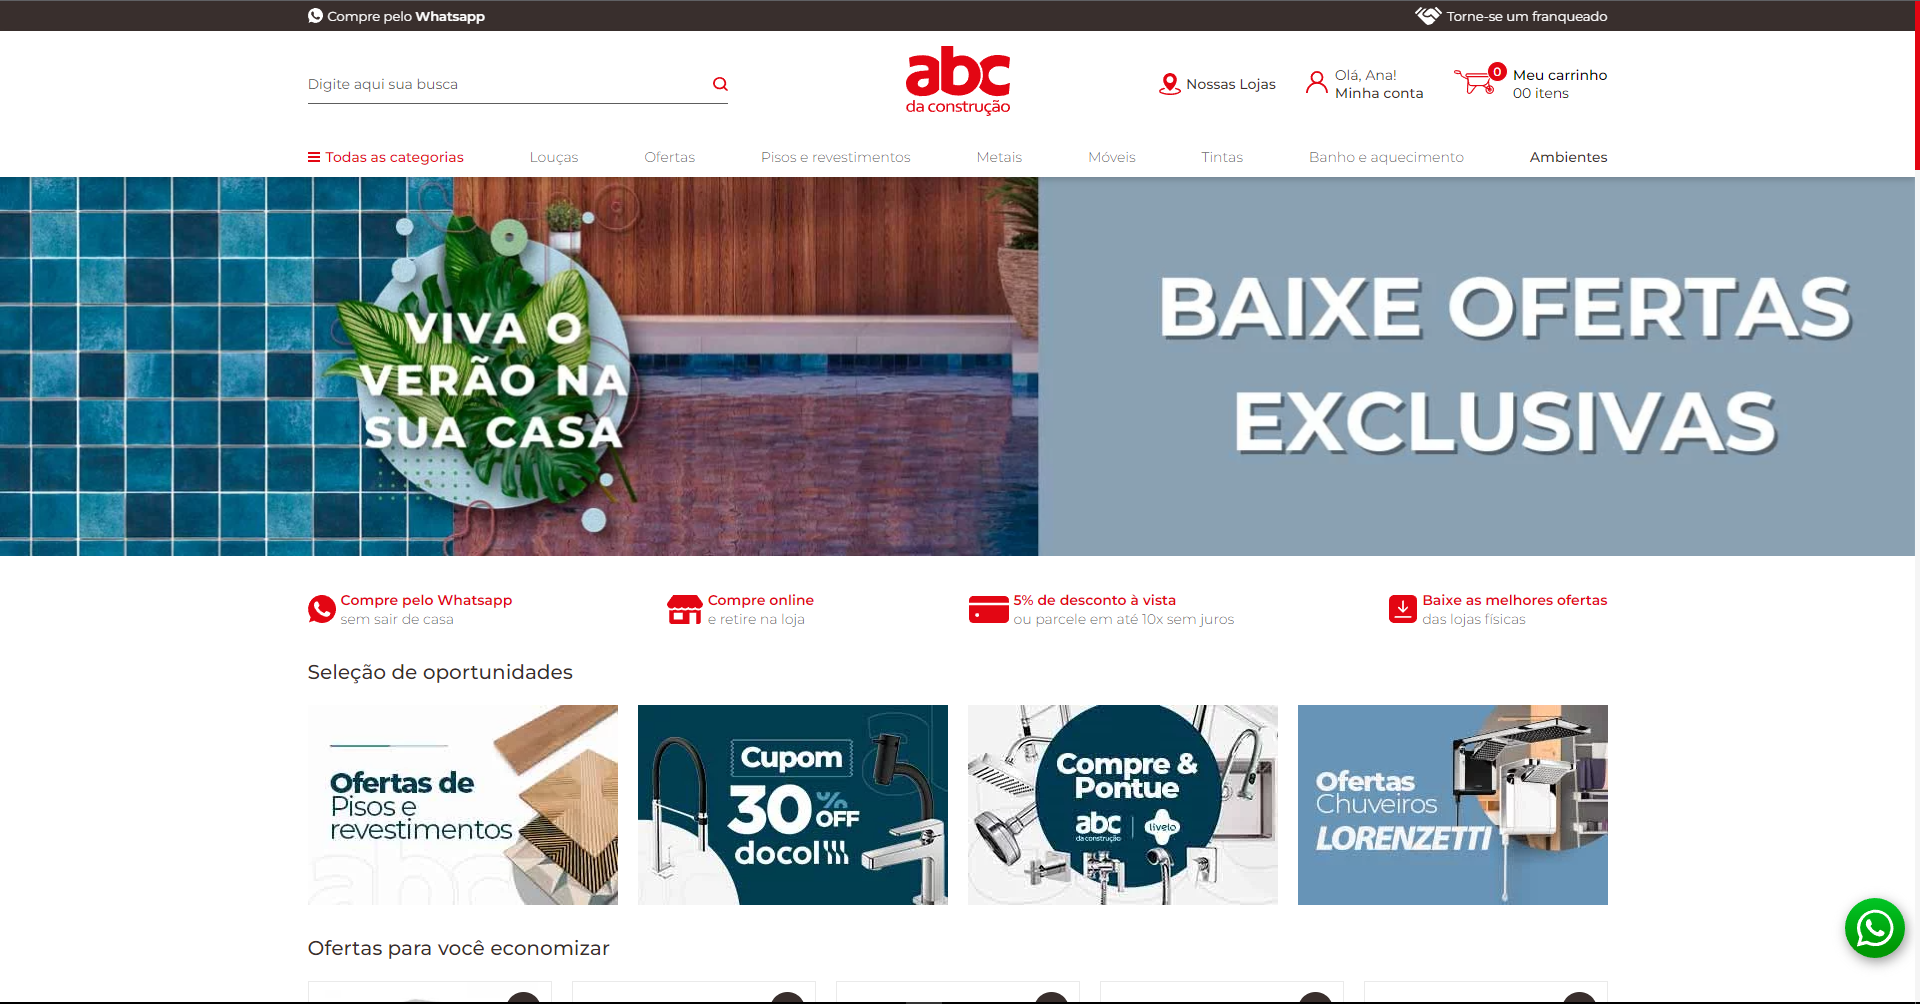 Compre pelo Whatsapp
Torne-se um franqueado
Digite aqui sua busca
abc
da construção
Nossas Lojas
Olá, Ana!
Minha conta
0
Meu carrinho
00 itens
Todas as categorias
Louças
Ofertas
Pisos e revestimentos
Metais
Móveis
Tintas
Banho e aquecimento
Ambientes
VIVA O
VERÃO NA
SUA CASA
BAIXE OFERTAS
EXCLUSIVAS
Compre pelo Whatsapp
sem sair de casa
Compre online
e retire na loja
5% de desconto à vista
ou parcele em até 10x sem juros
Baixe as melhores ofertas
das lojas físicas
Seleção de oportunidades
Ofertas de
Pisos e
revestimentos
abc
Cupom
30% OFF
docol
Compre &
Pontue
abc
da construção
livelo
Ofertas
Chuveiros
LORENZETTI
Ofertas para você economizar